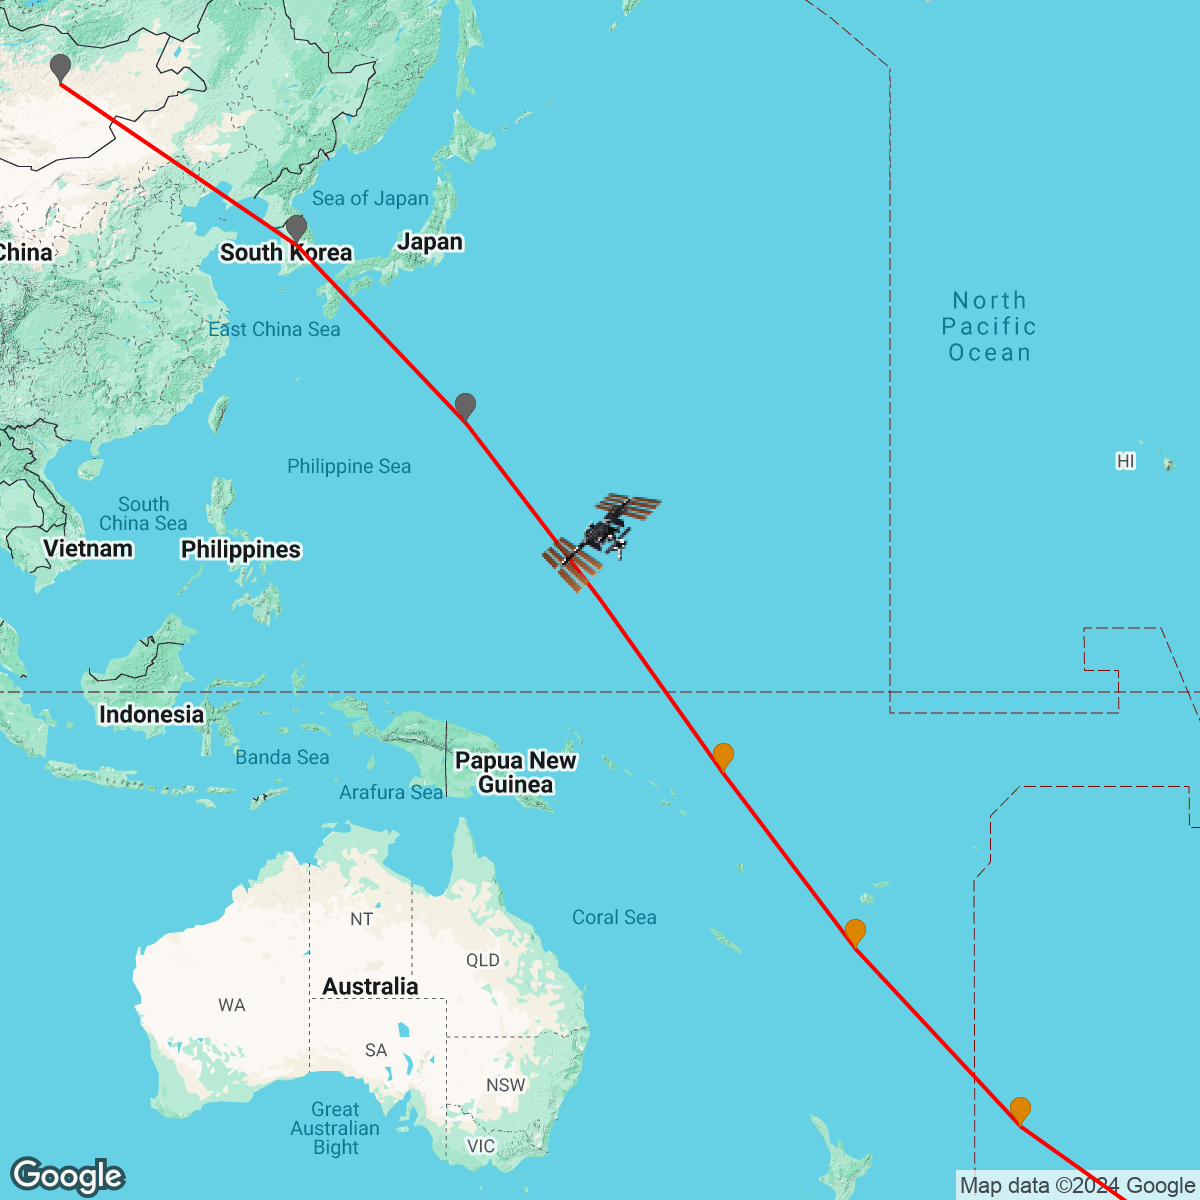 Sea of Japan
Japan
China
South Korea
North
Pacific
Ocean
East China Sea
Philippine Sea
HI
South
China Sea
Vietnam
Philippines
Indonesia
Banda Sea
Papua New
Guinea
Arafura Sea
NT
Coral Sea
QLD
Australia
WA
SA
NSW
Great
Australian
Bight
VIC
Google
Map data ©2024 Google